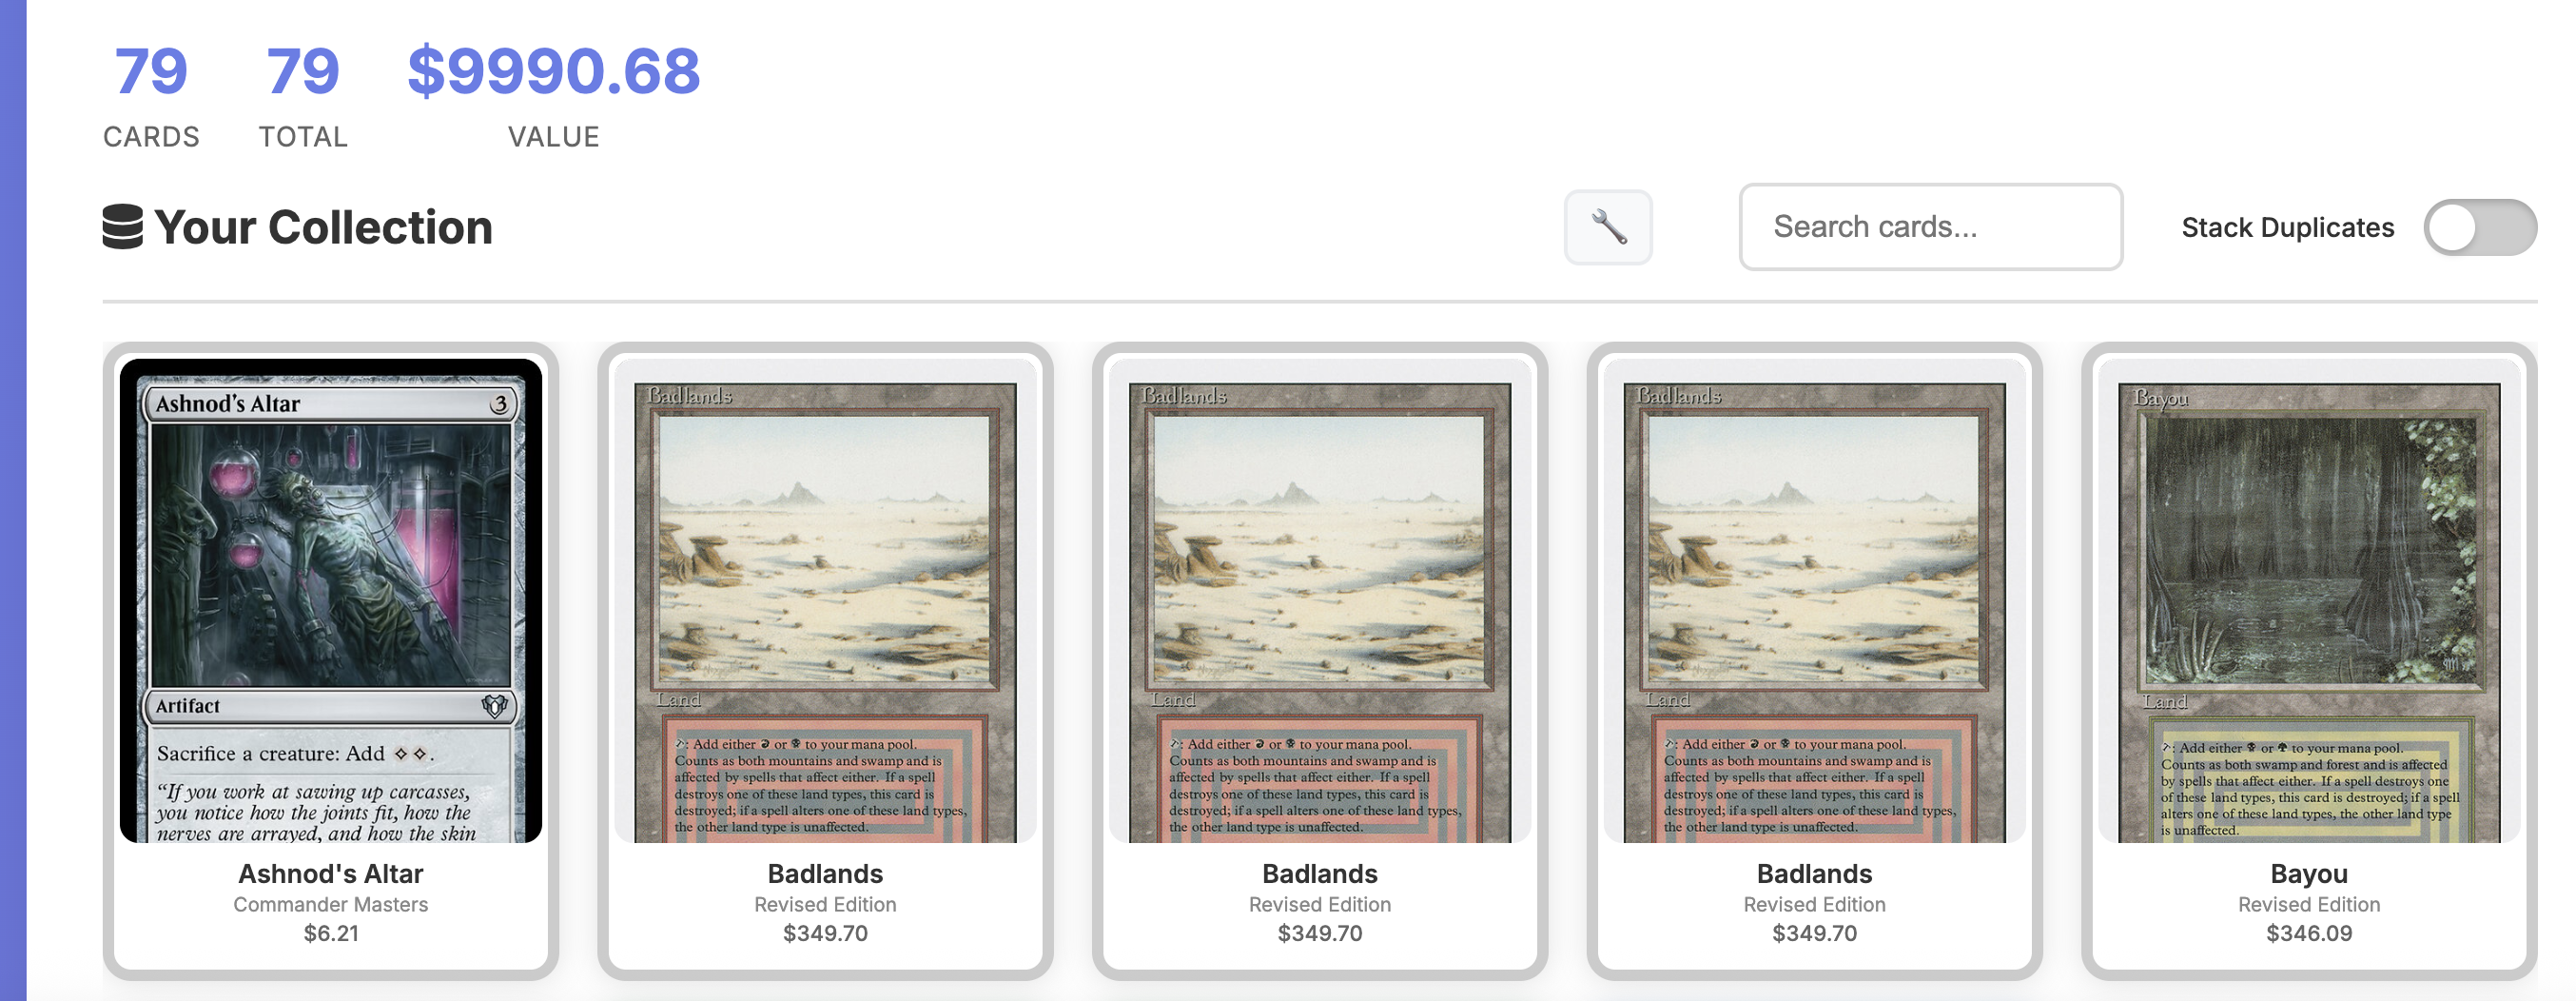 79 79 $9990.68
CARDS TOTAL VALUE
Your Collection
Search cards...
Stack Duplicates
Ashnod's Altar 3
Artifact
Sacrifice a creature: Add
“If you work at sawing up carcasses,
you notice how the joints fit, how the
nerves are arrayed, and how the skin
Ashnod's Altar
Commander Masters
$6.21
Badlands
Land
: Add either or to your mana pool.
Counts as both mountains and swamp and is
affected by spells that affect either. If a spell
destroys one of these land types, this card is
destroyed; if a spell alters one of these land types,
the other land type is unaffected.
Badlands
Revised Edition
$349.70
Badlands
Land
: Add either or to your mana pool.
Counts as both mountains and swamp and is
affected by spells that affect either. If a spell
destroys one of these land types, this card is
destroyed; if a spell alters one of these land types,
the other land type is unaffected.
Badlands
Revised Edition
$349.70
Badlands
Land
: Add either or to your mana pool.
Counts as both mountains and swamp and is
affected by spells that affect either. If a spell
destroys one of these land types, this card is
destroyed; if a spell alters one of these land types,
the other land type is unaffected.
Badlands
Revised Edition
$349.70
Bayou
Land
: Add either or to your mana pool.
Counts as both swamp and forest and is affected
by spells that affect either. If a spell destroys one
of these land types, this card is destroyed; if a spell
alters one of these land types, the other land type
is unaffected.
Bayou
Revised Edition
$346.09